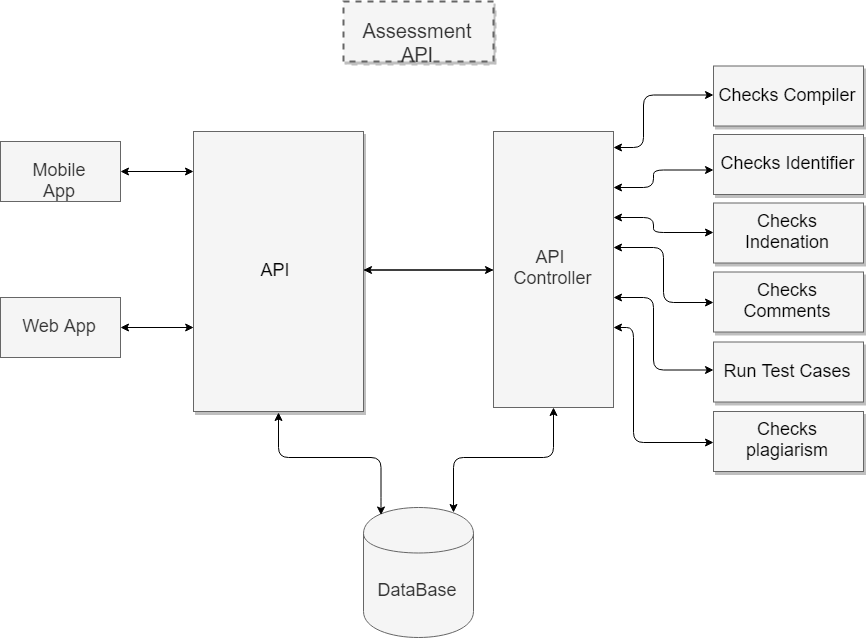 Assessment
API
Checks Compiler
Mobile
App
Checks Identifier
Checks
Indenation
API
API
Controller
Checks
Comments
Web App
Run Test Cases
Checks
plagiarism
DataBase